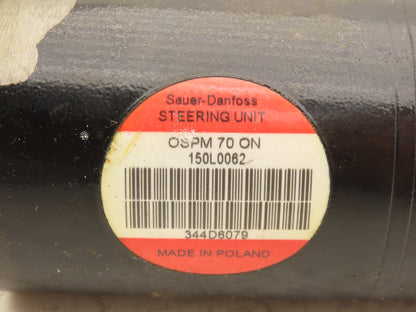 Sauer-Danfoss
STEERING UNIT
OSPM 70 ON
150L0062
344D6079
MADE IN POLAND